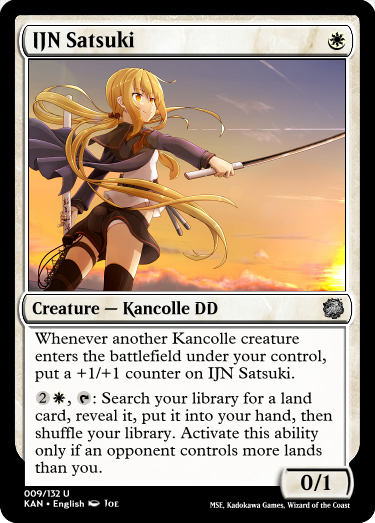 IJN Satsuki
Creature — Kancolle DD
Whenever another Kancolle creature
enters the battlefield under your control,
put a +1/+1 counter on IJN Satsuki.
2 , : Search your library for a land
card, reveal it, put it into your hand, then
shuffle your library. Activate this ability
only if an opponent controls more lands
than you.
0/1
009/132 U
KAN • English JOE
MSE, Kadokawa Games, Wizard of the Coast